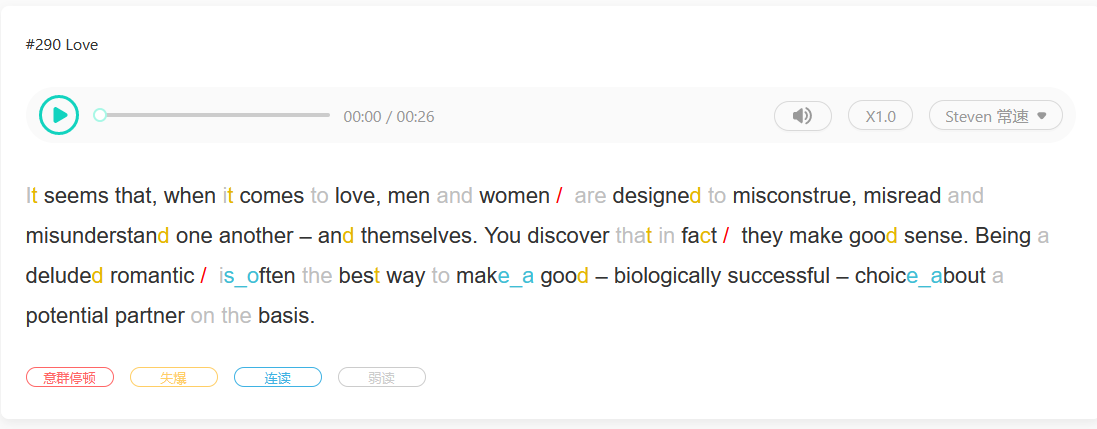 #290 Love
00:00 / 00:26 X1.0 Steven 常速
It seems that, when it comes to love, men and women / are designed to misconstrue, misread and
misunderstand one another – and themselves. You discover that in fact / they make good sense. Being a
deluded romantic / is_often the best way to make_a good – biologically successful – choice_about a
potential partner on the basis.
意群停顿 失爆 连读 弱读